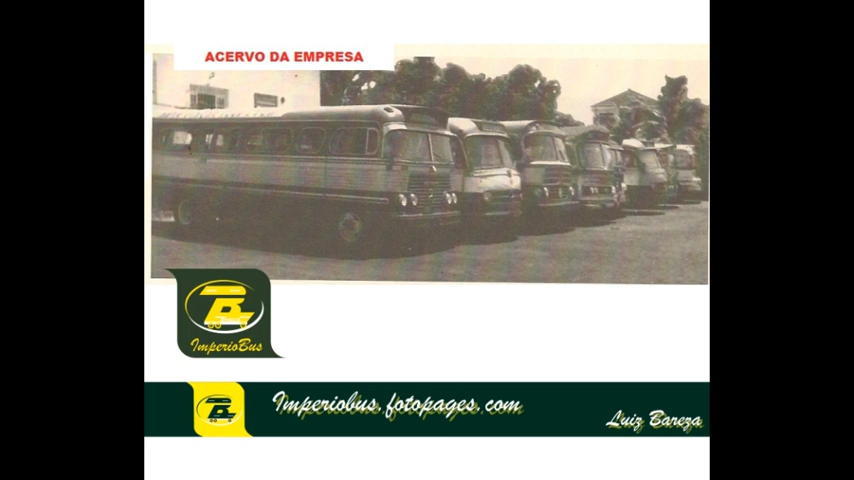 ACERVO DA EMPRESA
ImperioBus
Imperiobus.fotopages.com
Luiz Bareza